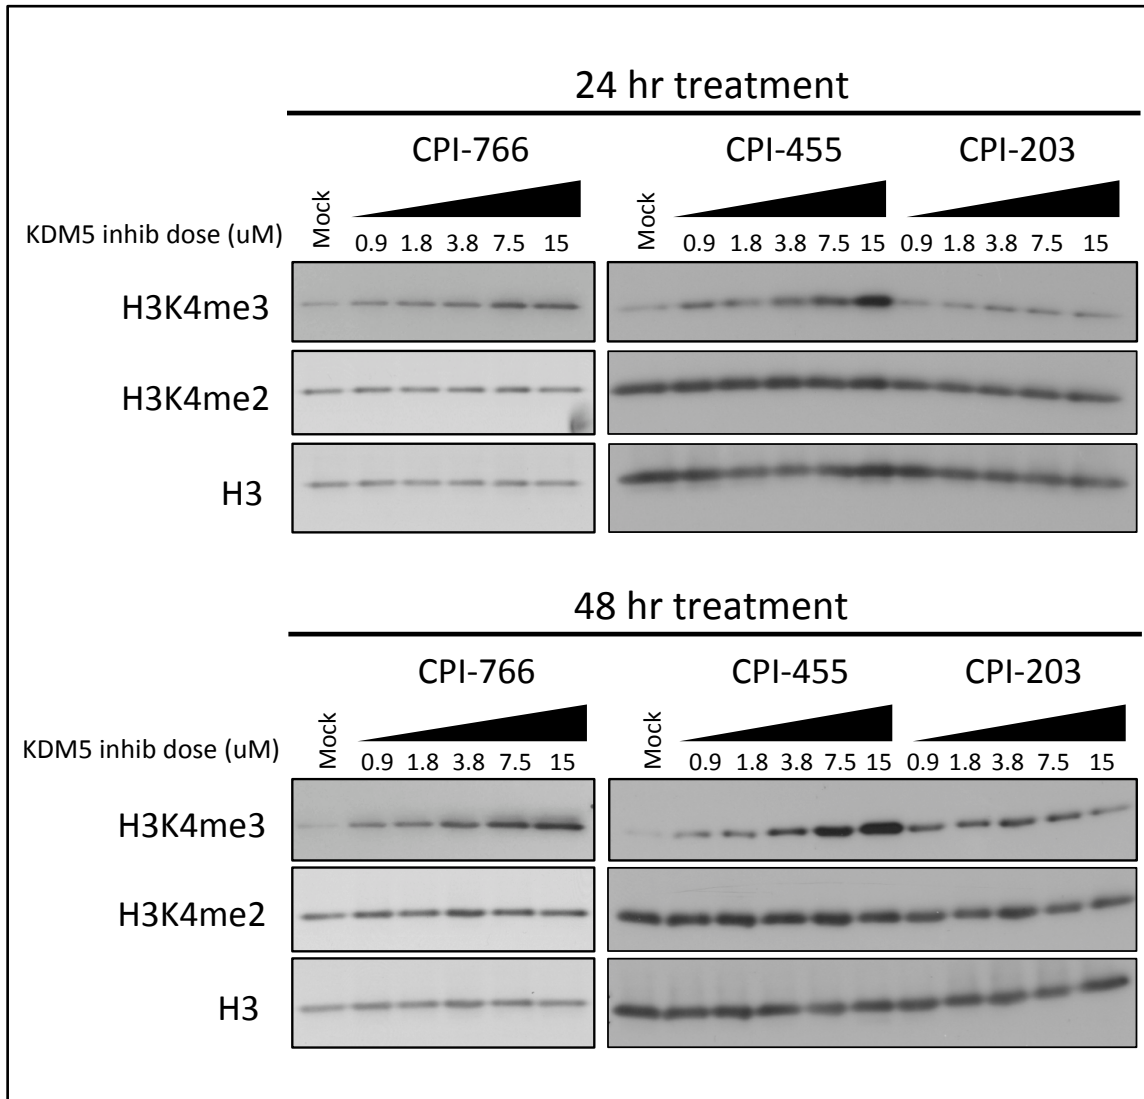 24 hr treatment
CPI-766 CPI-455 CPI-203
KDM5 inhib dose (uM) Mock 0.9 1.8 3.8 7.5 15 Mock 0.9 1.8 3.8 7.5 15 0.9 1.8 3.8 7.5 15
H3K4me3
H3K4me2
H3
48 hr treatment
CPI-766 CPI-455 CPI-203
KDM5 inhib dose (uM) Mock 0.9 1.8 3.8 7.5 15 Mock 0.9 1.8 3.8 7.5 15 0.9 1.8 3.8 7.5 15
H3K4me3
H3K4me2
H3